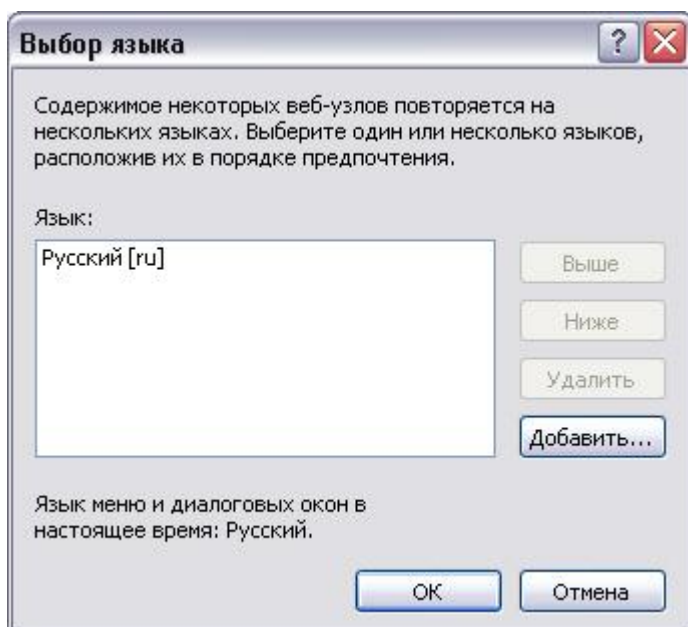 Выбор языка
?
Содержимое некоторых веб-узлов повторяется на
нескольких языках. Выберите один или несколько языков,
расположив их в порядке предпочтения.
Язык:
Русский [ru]
Выше
Ниже
Удалить
Добавить...
Язык меню и диалоговых окон в
настоящее время: Русский.
ОК
Отмена